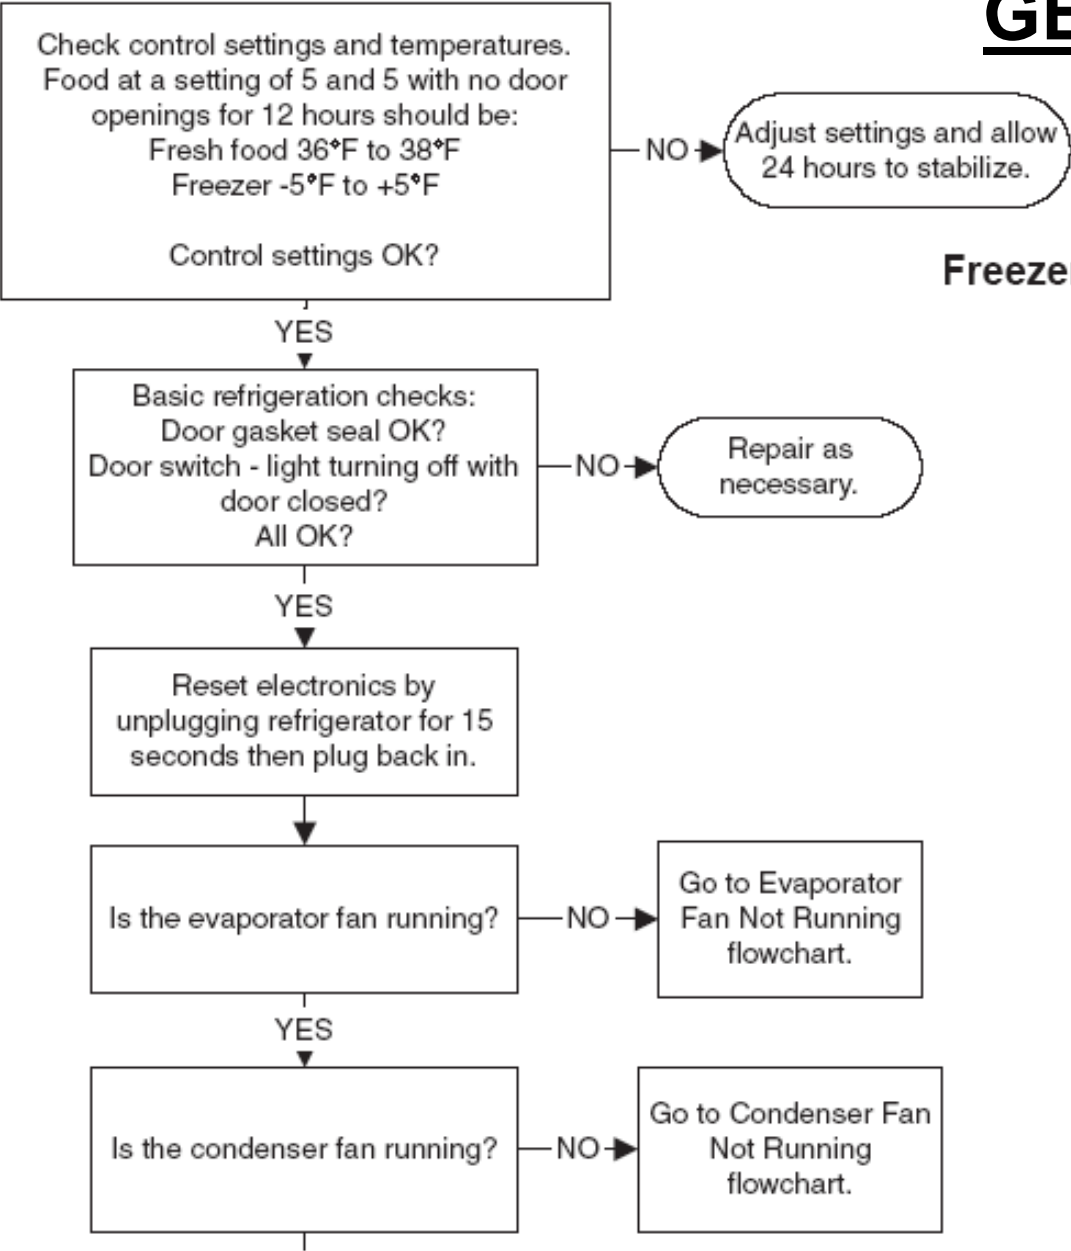 GE
Check control settings and temperatures.
Food at a setting of 5 and 5 with no door
openings for 12 hours should be:
Fresh food 36°F to 38°F
Freezer -5°F to +5°F
Control settings OK?
NO
Adjust settings and allow
24 hours to stabilize.
Freezer
YES
Basic refrigeration checks:
Door gasket seal OK?
Door switch - light turning off with
door closed?
All OK?
NO
Repair as
necessary.
YES
Reset electronics by
unplugging refrigerator for 15
seconds then plug back in.
Is the evaporator fan running?
NO
Go to Evaporator
Fan Not Running
flowchart.
YES
Is the condenser fan running?
NO
Go to Condenser Fan
Not Running
flowchart.